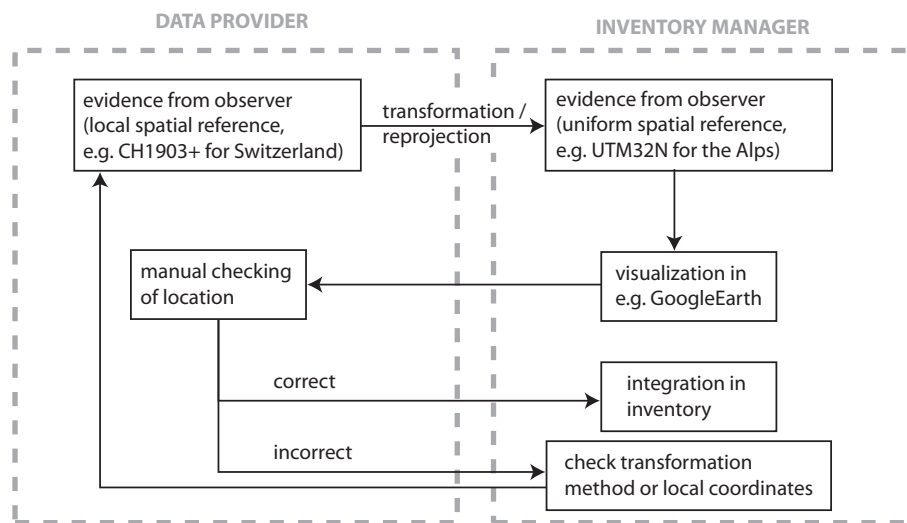 DATA PROVIDER
INVENTORY MANAGER
evidence from observer
(local spatial reference,
e.g. CH1903+ for Switzerland)
transformation /
reprojection
evidence from observer
(uniform spatial reference,
e.g. UTM32N for the Alps)
manual checking
of location
visualization in
e.g. GoogleEarth
correct
integration in
inventory
incorrect
check transformation
method or local coordinates